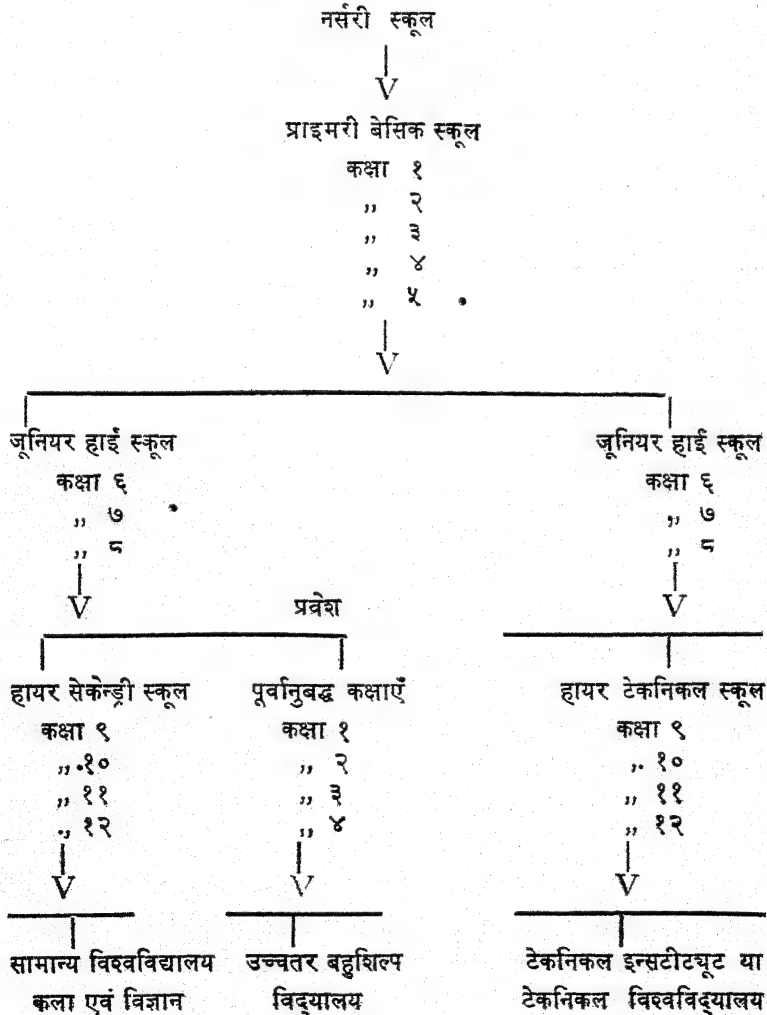 नर्सरी स्कूल
V
प्राइमरी बेसिक स्कूल
कक्षा १
,, २
,, ३
,, ४
,, ५
V
जूनियर हाई स्कूल
कक्षा ६
,, ७
,, ८
V
जूनियर हाई स्कूल
कक्षा ६
,, ७
,, ८
V
प्रवेश
हायर सेकेन्ड्री स्कूल
कक्षा ९
,, १०
,, ११
,, १२
V
सामान्य विश्वविद्यालय
कला एवं विज्ञान
पूर्वानुबद्ध कक्षाएँ
कक्षा १
,, २
,, ३
,, ४
V
उच्चतर बहुशिल्प
विद्यालय
हायर टेकनिकल स्कूल
कक्षा ९
,, १०
,, ११
,, १२
V
टेकनिकल इन्सटीट्यूट या
टेकनिकल विश्वविद्यालय